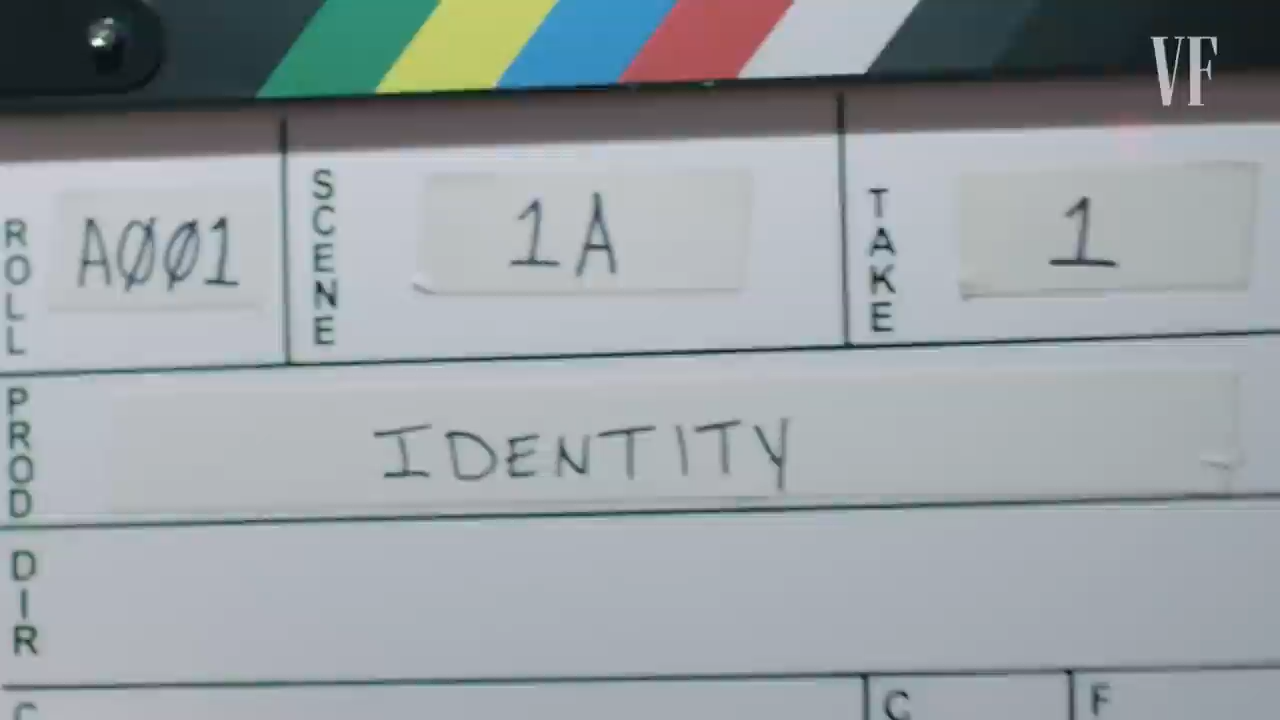 VF
ROLL A001 SCENE 1A TAKE 1
PROD IDENTITY
DIR
C F